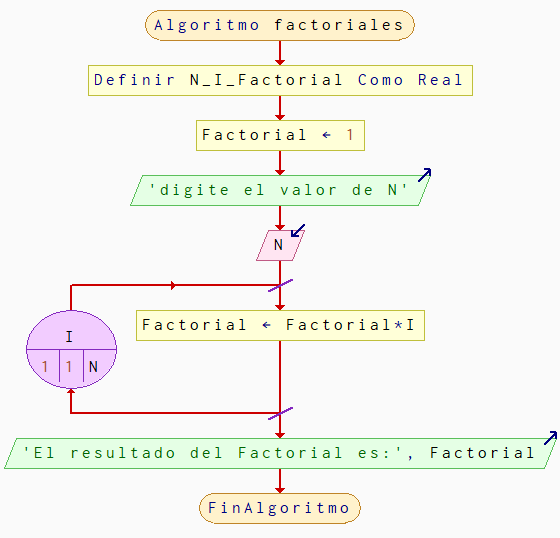 Algoritmo factoriales
Definir N_I_Factorial Como Real
Factorial ← 1
'digite el valor de N'
N
Factorial ← Factorial*I
I
1 1 N
'El resultado del Factorial es:', Factorial
FinAlgoritmo